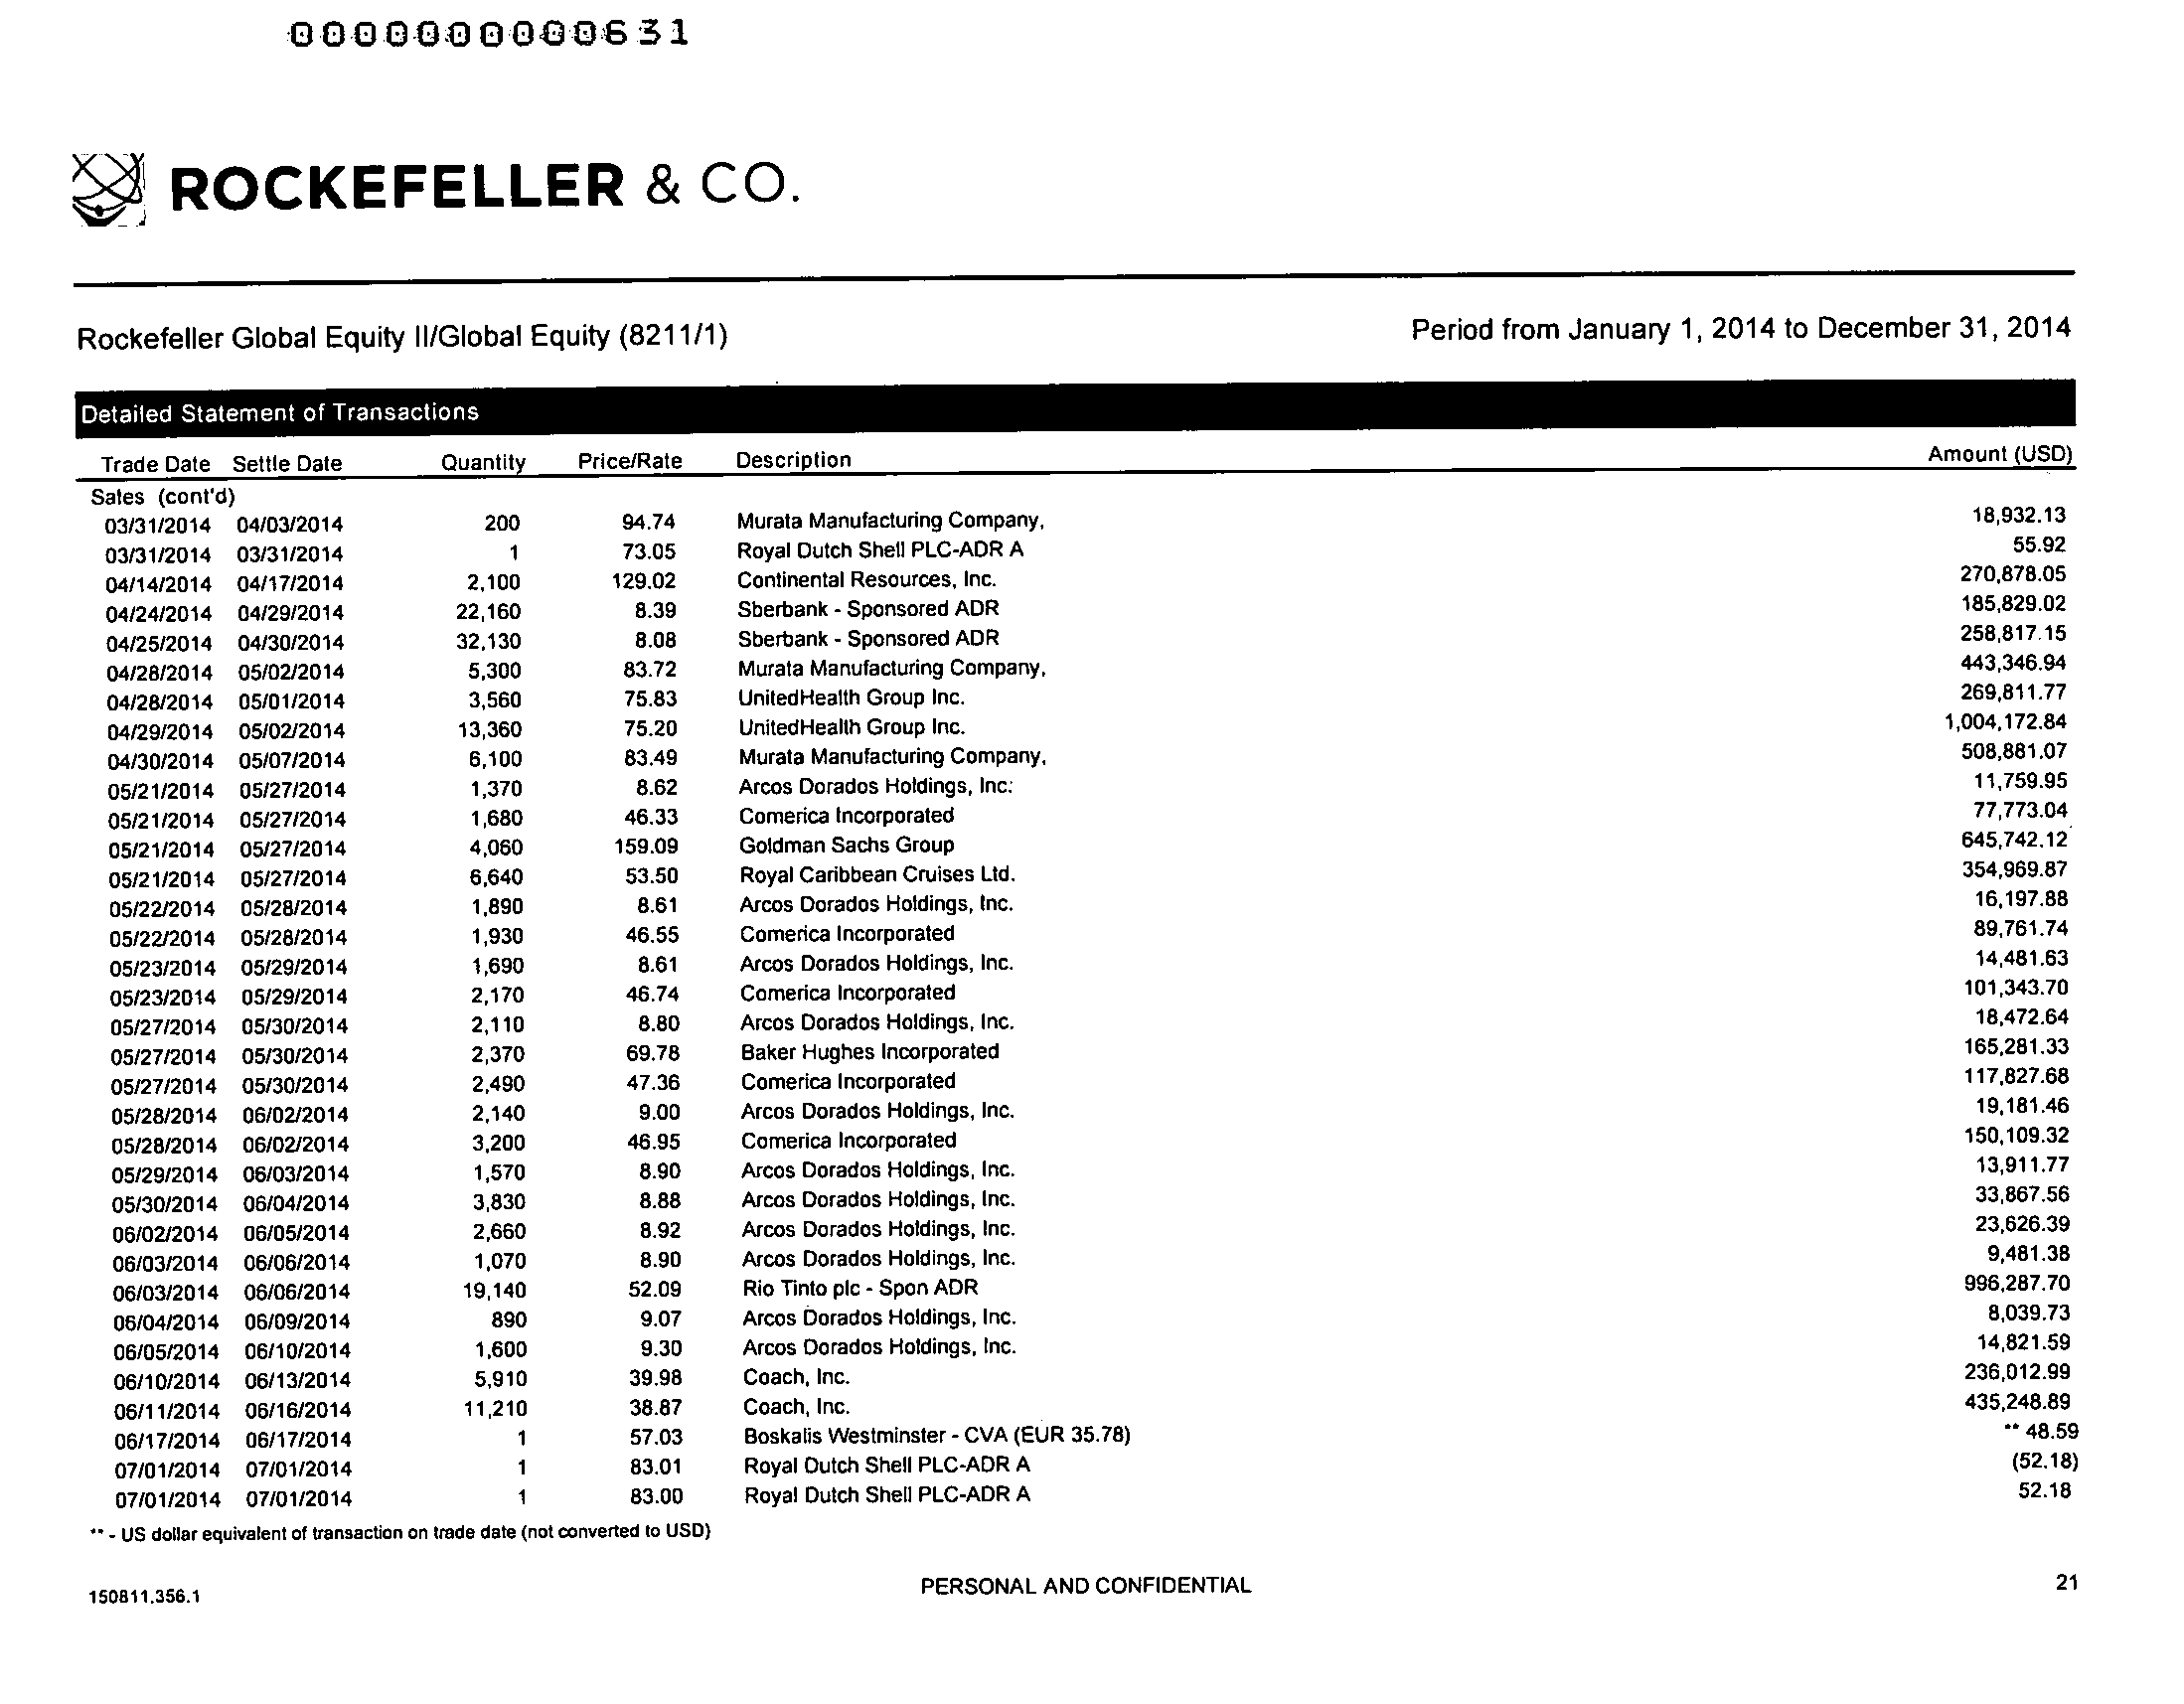 0000000000631
ROCKEFELLER & CO.
Rockefeller Global Equity II/Global Equity (8211/1) Period from January 1, 2014 to December 31, 2014
Detailed Statement of Transactions
Trade Date Settle Date Quantity Price/Rate Description Amount (USD)
Sales (cont'd)
03/31/2014 04/03/2014 200 94.74 Murata Manufacturing Company, 18,932.13
03/31/2014 03/31/2014 1 73.05 Royal Dutch Shell PLC-ADR A 55.92
04/14/2014 04/17/2014 2,100 129.02 Continental Resources, Inc. 270,878.05
04/24/2014 04/29/2014 22,160 8.39 Sberbank - Sponsored ADR 185,829.02
04/25/2014 04/30/2014 32,130 8.08 Sberbank - Sponsored ADR 258,817.15
04/28/2014 05/02/2014 5,300 83.72 Murata Manufacturing Company, 443,346.94
04/28/2014 05/01/2014 3,560 75.83 UnitedHealth Group Inc. 269,811.77
04/29/2014 05/02/2014 13,360 75.20 UnitedHealth Group Inc. 1,004,172.84
04/30/2014 05/07/2014 6,100 83.49 Murata Manufacturing Company, 508,881.07
05/21/2014 05/27/2014 1,370 8.62 Arcos Dorados Holdings, Inc. 11,759.95
05/21/2014 05/27/2014 1,680 46.33 Comerica Incorporated 77,773.04
05/21/2014 05/27/2014 4,060 159.09 Goldman Sachs Group 645,742.12
05/21/2014 05/27/2014 6,640 53.50 Royal Caribbean Cruises Ltd. 354,969.87
05/22/2014 05/28/2014 1,890 8.61 Arcos Dorados Holdings, Inc. 16,197.88
05/22/2014 05/28/2014 1,930 46.55 Comerica Incorporated 89,761.74
05/23/2014 05/29/2014 1,690 8.61 Arcos Dorados Holdings, Inc. 14,481.63
05/23/2014 05/29/2014 2,170 46.74 Comerica Incorporated 101,343.70
05/27/2014 05/30/2014 2,110 8.80 Arcos Dorados Holdings, Inc. 18,472.64
05/27/2014 05/30/2014 2,370 69.78 Baker Hughes Incorporated 165,281.33
05/27/2014 05/30/2014 2,490 47.36 Comerica Incorporated 117,827.68
05/28/2014 06/02/2014 2,140 9.00 Arcos Dorados Holdings, Inc. 19,181.46
05/28/2014 06/02/2014 3,200 46.95 Comerica Incorporated 150,109.32
05/29/2014 06/03/2014 1,570 8.90 Arcos Dorados Holdings, Inc. 13,911.77
05/30/2014 06/04/2014 3,830 8.88 Arcos Dorados Holdings, Inc. 33,867.56
06/02/2014 06/05/2014 2,660 8.92 Arcos Dorados Holdings, Inc. 23,626.39
06/03/2014 06/06/2014 1,070 8.90 Arcos Dorados Holdings, Inc. 9,481.38
06/03/2014 06/06/2014 19,140 52.09 Rio Tinto plc - Spon ADR 996,287.70
06/04/2014 06/09/2014 890 9.07 Arcos Dorados Holdings, Inc. 8,039.73
06/05/2014 06/10/2014 1,600 9.30 Arcos Dorados Holdings, Inc. 14,821.59
06/10/2014 06/13/2014 5,910 39.98 Coach, Inc. 236,012.99
06/11/2014 06/16/2014 11,210 38.87 Coach, Inc. 435,248.89
06/17/2014 06/17/2014 1 57.03 Boskalis Westminster - CVA (EUR 35.78) ** 48.59
07/01/2014 07/01/2014 1 83.01 Royal Dutch Shell PLC-ADR A (52.18)
07/01/2014 07/01/2014 1 83.00 Royal Dutch Shell PLC-ADR A 52.18
** - US dollar equivalent of transaction on trade date (not converted to USD)
150811.356.1 PERSONAL AND CONFIDENTIAL 21